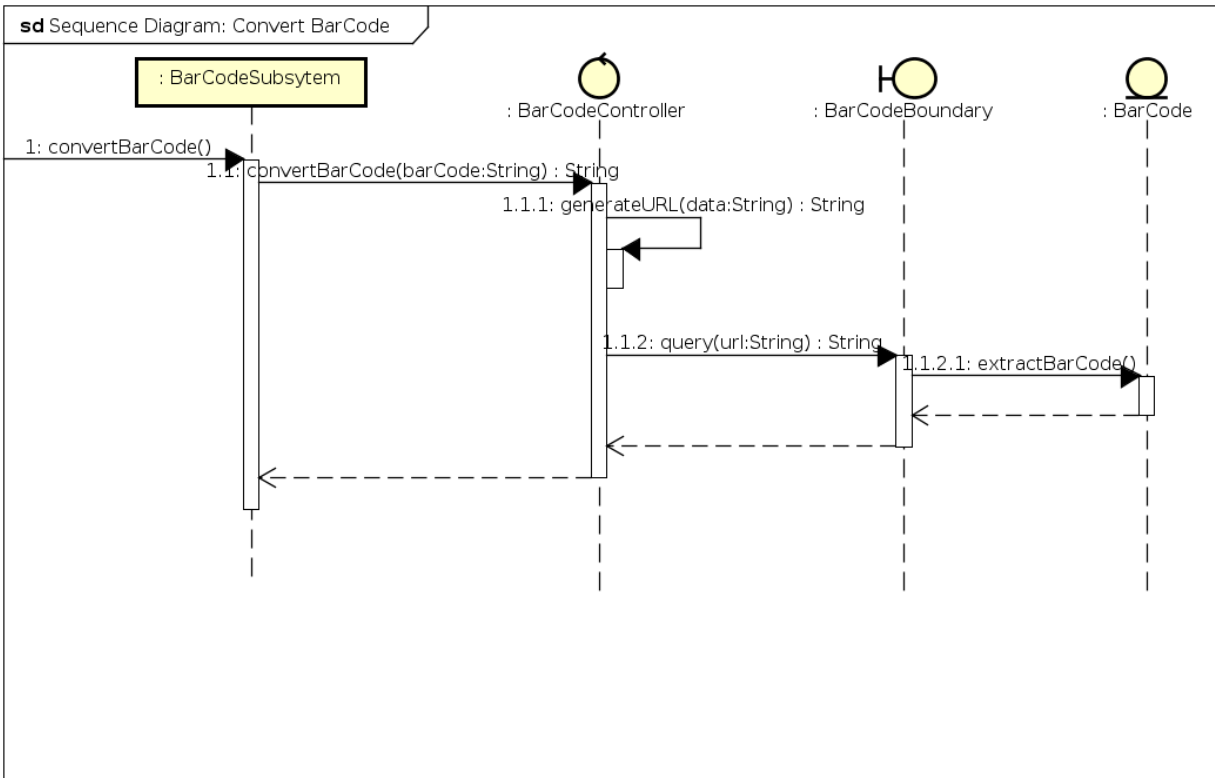 sd Sequence Diagram: Convert BarCode
: BarCodeSubsytem
: BarCodeController
: BarCodeBoundary
: BarCode
1: convertBarCode()
1.1: convertBarCode(barCode:String) : String
1.1.1: generateURL(data:String) : String
1.1.2: query(url:String) : String
1.1.2.1: extractBarCode()